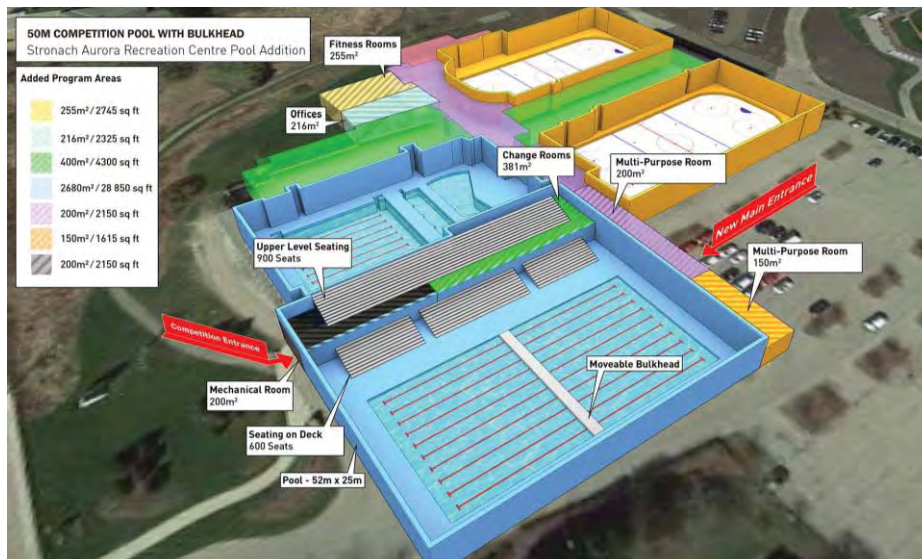 50M COMPETITION POOL WITH BULKHEAD
Stronach Aurora Recreation Centre Pool Addition
Added Program Areas
255m²/2745 sq ft
216m²/2325 sq ft
400m²/4300 sq ft
2680m²/28 850 sq ft
200m²/2150 sq ft
150m²/1615 sq ft
200m²/2150 sq ft
Fitness Rooms
255m²
Offices
216m²
Change Rooms
381m²
Multi-Purpose Room
200m²
New Main Entrance
Multi-Purpose Room
150m²
Upper Level Seating
900 Seats
Competition Entrance
Mechanical Room
200m²
Moveable Bulkhead
Seating on Deck
600 Seats
Pool - 52m x 25m